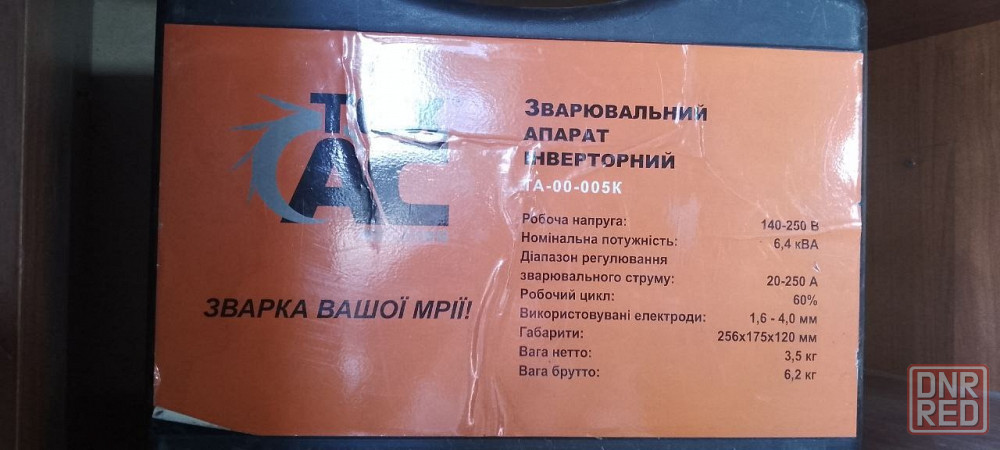 АС
ЗВАРКА ВАШОЇ МРІЇ!
ЗВАРЮВАЛЬНИЙ
АПАРАТ
ІНВЕРТОРНИЙ
ТА-00-005К
Робоча напруга: 140-250 В
Номінальна потужність: 6,4 кВА
Діапазон регулювання
зварювального струму: 20-250 А
Робочий цикл: 60%
Використовувані електроди: 1,6 - 4,0 мм
Габарити: 256х175х120 мм
Вага нетто: 3,5 кг
Вага брутто: 6,2 кг
DNR
RED